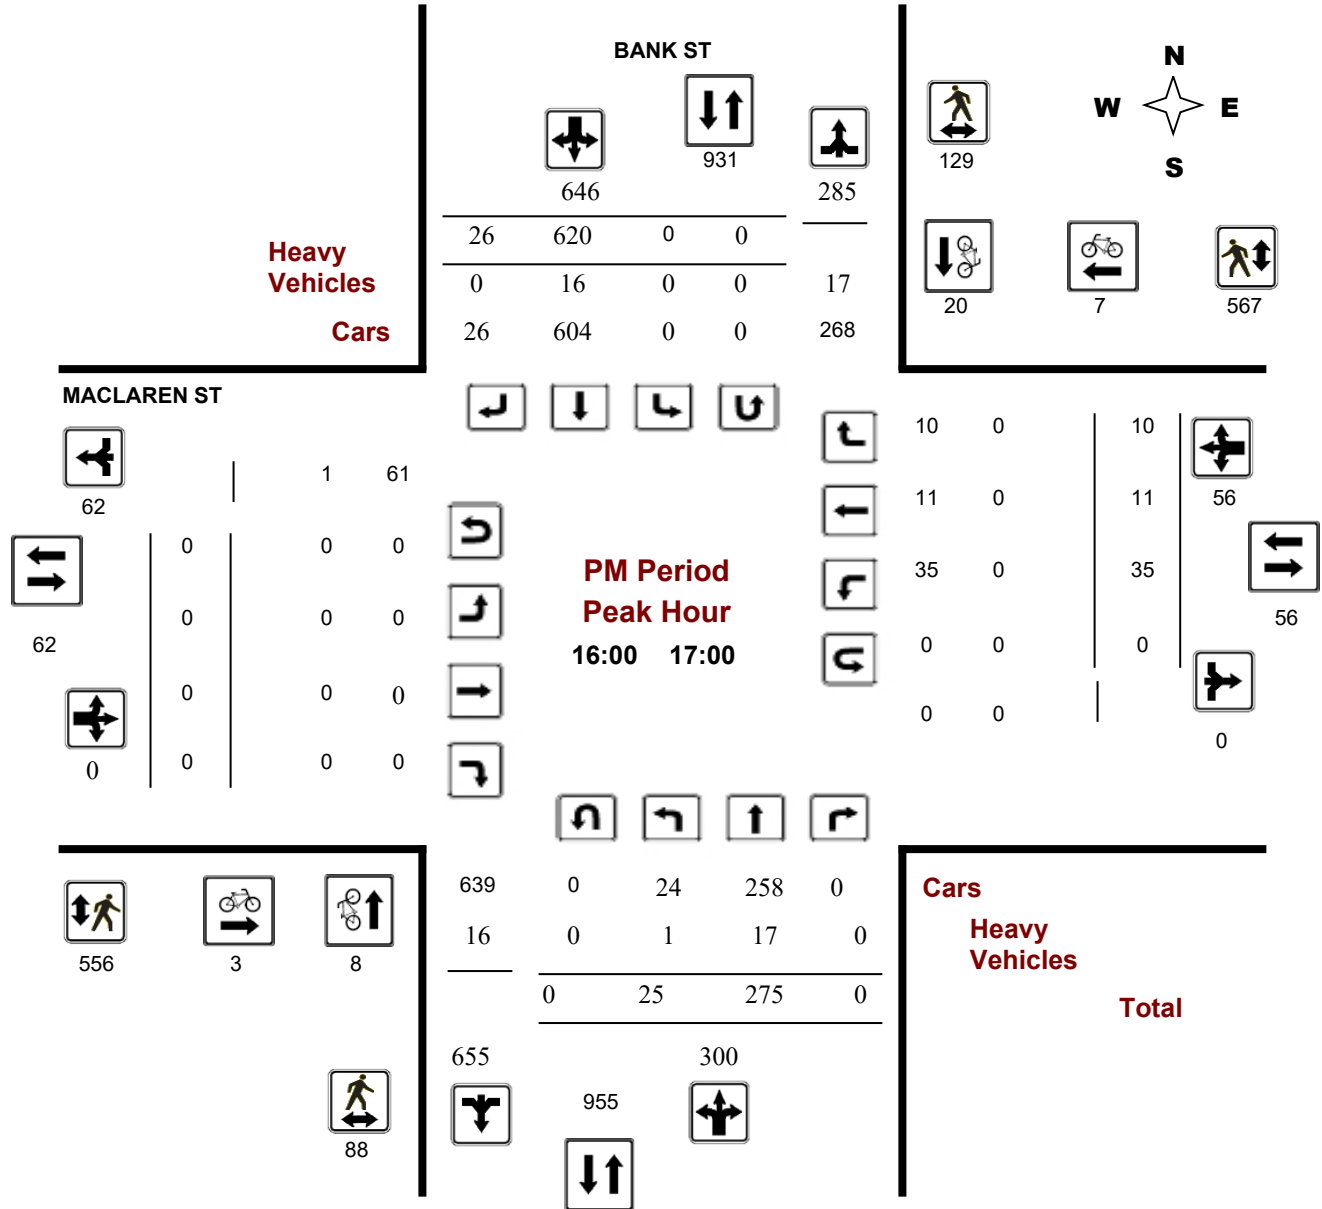 BANK ST
N
W E
S
931
129
646 285
26 620 0 0
Heavy
Vehicles 0 16 0 0 17
20 7 567
Cars 26 604 0 0 268
MACLAREN ST
10 0 10
1 61
62 11 0 11 56
0 0 0
PM Period 35 0 35
Peak Hour
0 0 0 56
62 16:00 17:00 0 0 0
0 0 0
0 0
0
0 0 0 0
639 0 24 258 0 Cars
16 0 1 17 0 Heavy
Vehicles
556 3 8
0 25 275 0 Total
655 300
955
88